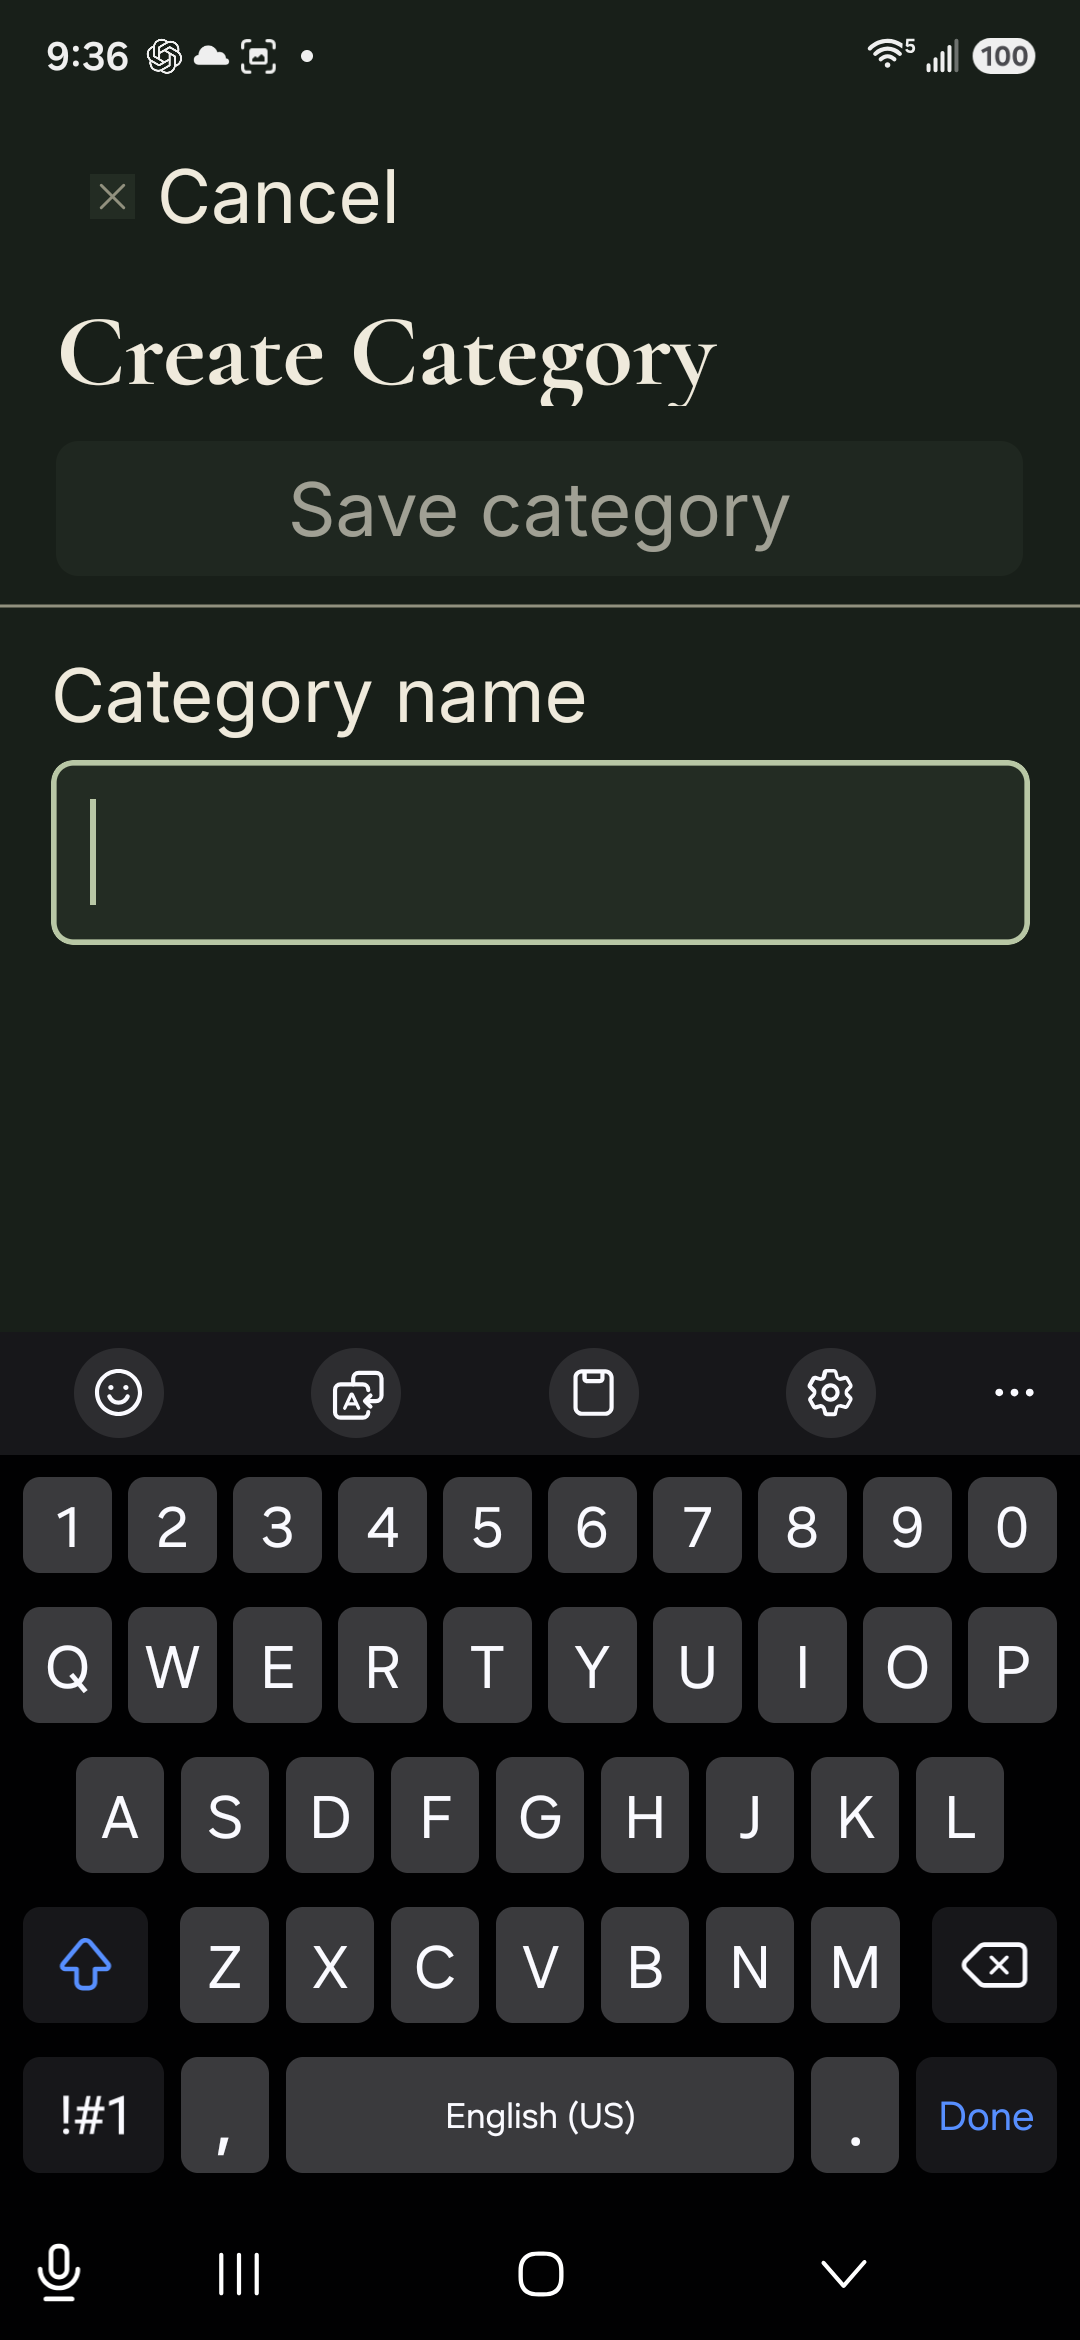 9:36 5 100
Cancel
Create Category
Save category
Category name
A
1 2 3 4 5 6 7 8 9 0
Q W E R T Y U I O P
A S D F G H J K L
Z X C V B N M
!#1 , English (US) . Done